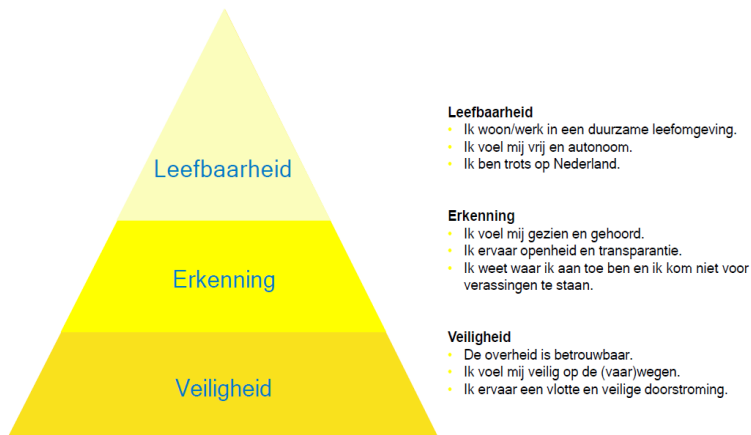 Leefbaarheid
Erkenning
Veiligheid
Leefbaarheid
• Ik woon/werk in een duurzame leefomgeving.
• Ik voel mij vrij en autonoom.
• Ik ben trots op Nederland.
Erkenning
• Ik voel mij gezien en gehoord.
• Ik ervaar openheid en transparantie.
• Ik weet waar ik aan toe ben en ik kom niet voor
verassingen te staan.
Veiligheid
• De overheid is betrouwbaar.
• Ik voel mij veilig op de (vaar)wegen.
• Ik ervaar een vlotte en veilige doorstroming.